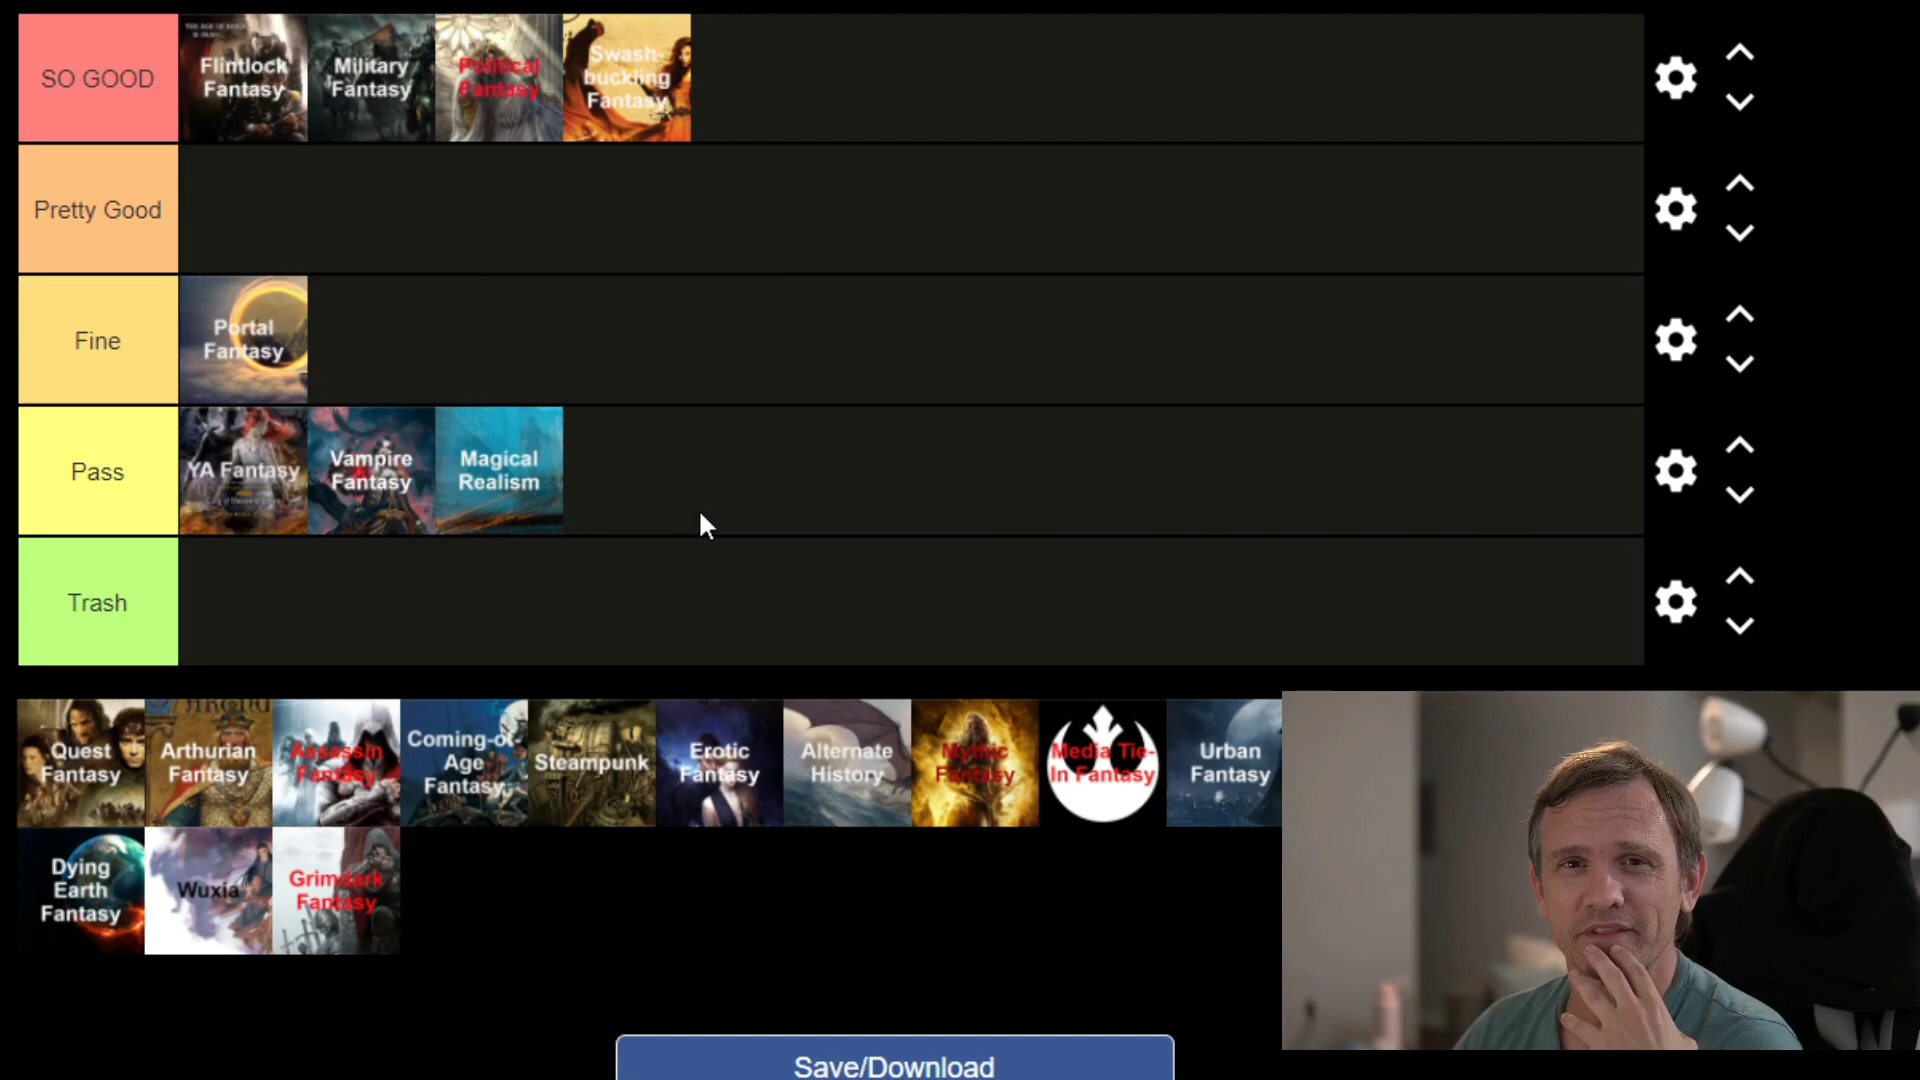 SO GOOD
Flintlock
Fantasy
Military
Fantasy
Political
Fantasy
Swash-
buckling
Fantasy
Pretty Good
Fine
Portal
Fantasy
Pass
YA Fantasy
Vampire
Fantasy
Magical
Realism
Trash
Quest
Fantasy
Arthurian
Fantasy
Assassin
Fantasy
Coming-of-
Age
Fantasy
Steampunk
Erotic
Fantasy
Alternate
History
Mythic
Fantasy
Media Tie-
In Fantasy
Urban
Fantasy
Dying
Earth
Fantasy
Wuxia
Grimdark
Fantasy
Save/Download